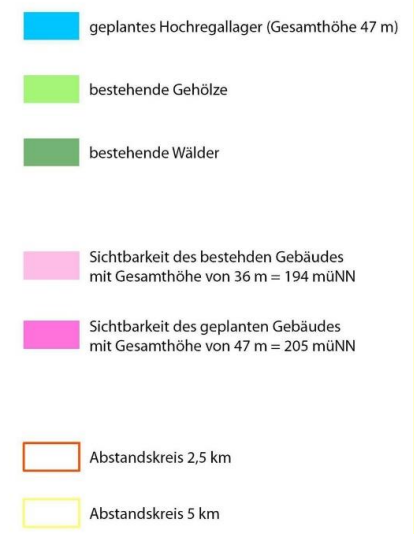 geplantes Hochregallager (Gesamthöhe 47 m)
bestehende Gehölze
bestehende Wälder
Sichtbarkeit des bestehden Gebäudes
mit Gesamthöhe von 36 m = 194 müNN
Sichtbarkeit des geplanten Gebäudes
mit Gesamthöhe von 47 m = 205 müNN
Abstandskreis 2,5 km
Abstandskreis 5 km